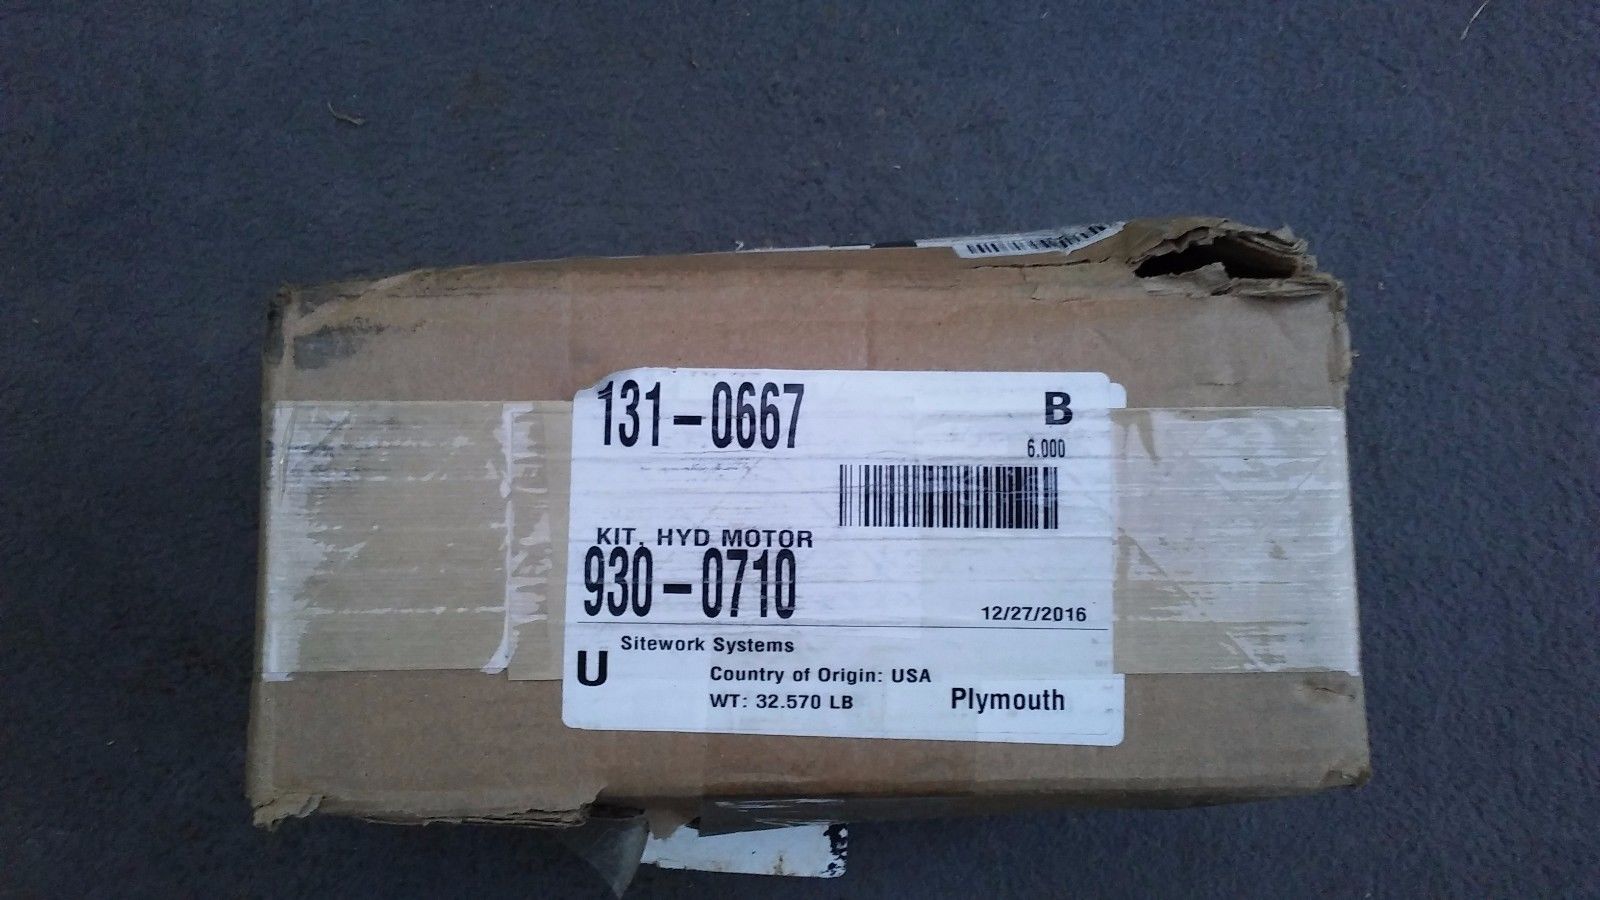 131-0667
B
6.000
KIT, HYD MOTOR
930-0710
12/27/2016
Sitework Systems
U
Country of Origin: USA
WT: 32.570 LB
Plymouth